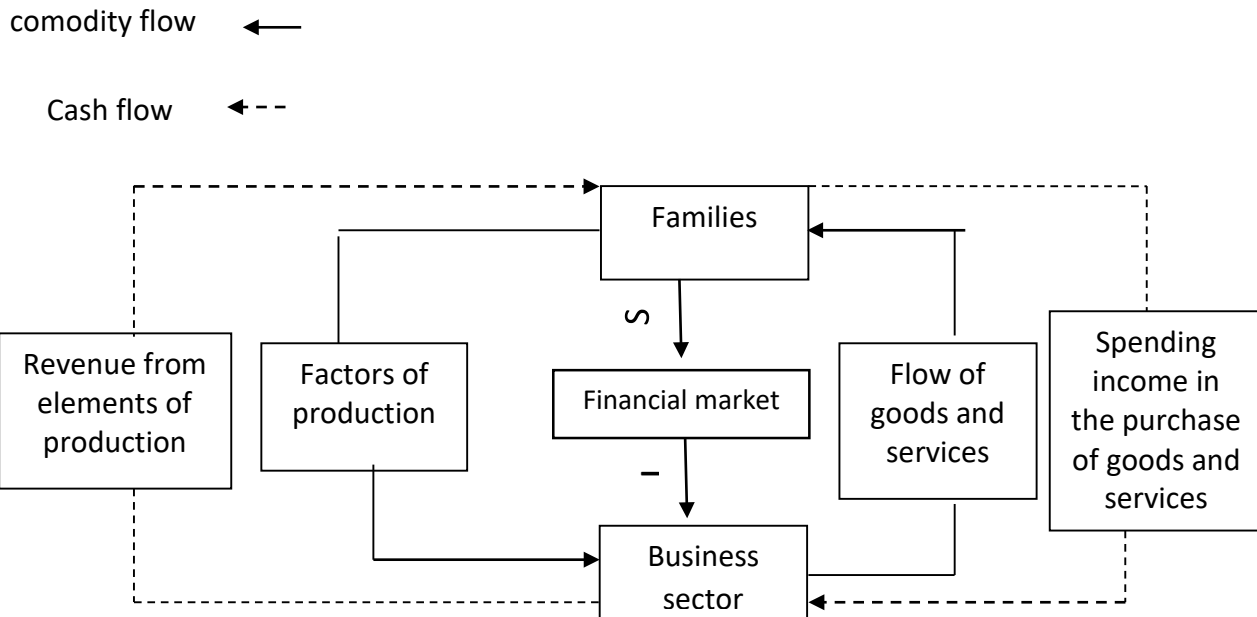 comodity flow
Cash flow
Families
S
Revenue from
elements of
production
Factors of
production
Financial market
Flow of
goods and
services
Spending
income in
the purchase
of goods and
services
I
Business
sector